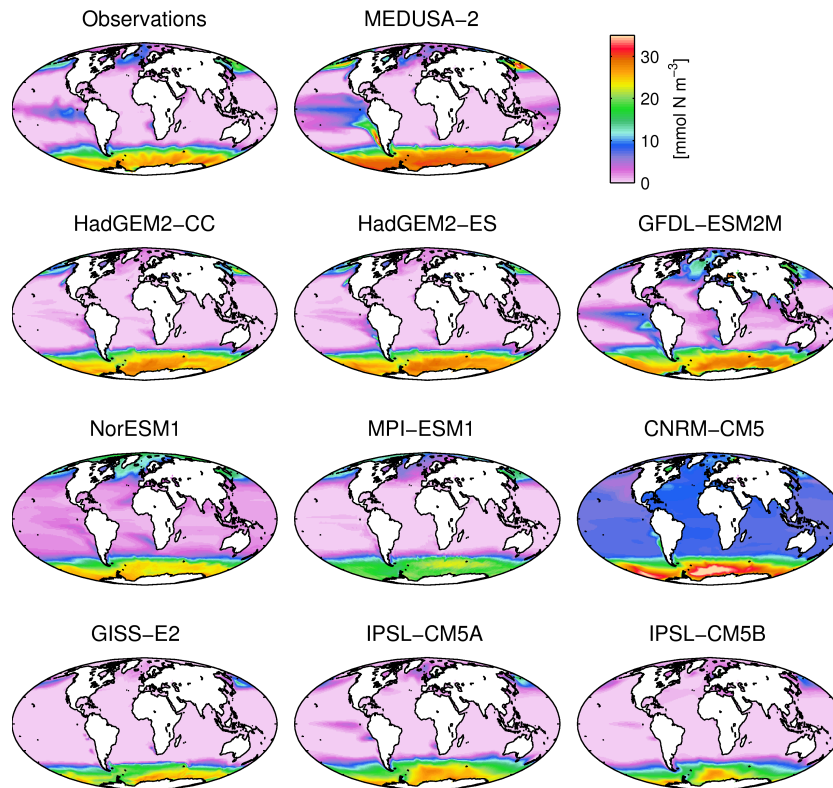 Observations
MEDUSA−2
30
20
10
0
[mmol N m−3]
HadGEM2−CC
HadGEM2−ES
GFDL−ESM2M
NorESM1
MPI−ESM1
CNRM−CM5
GISS−E2
IPSL−CM5A
IPSL−CM5B